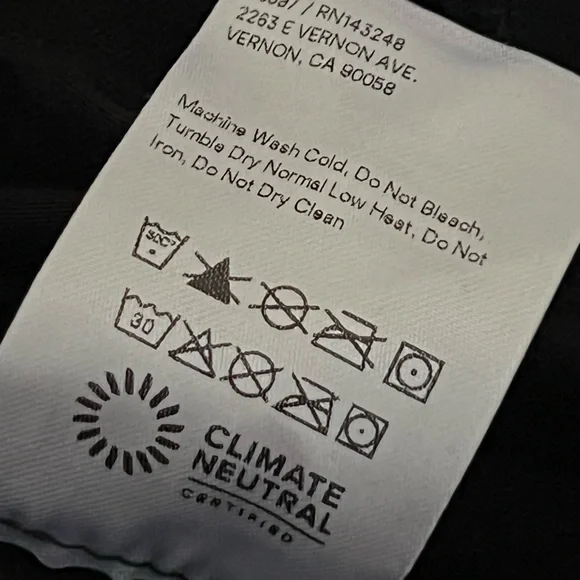 / RN143248
2263 E VERNON AVE.
VERNON, CA 90058
Machine Wash Cold, Do Not Bleach,
Tumble Dry Normal Low Heat, Do Not
Iron, Do Not Dry Clean
30
CLIMATE
NEUTRAL
CERTIFIED